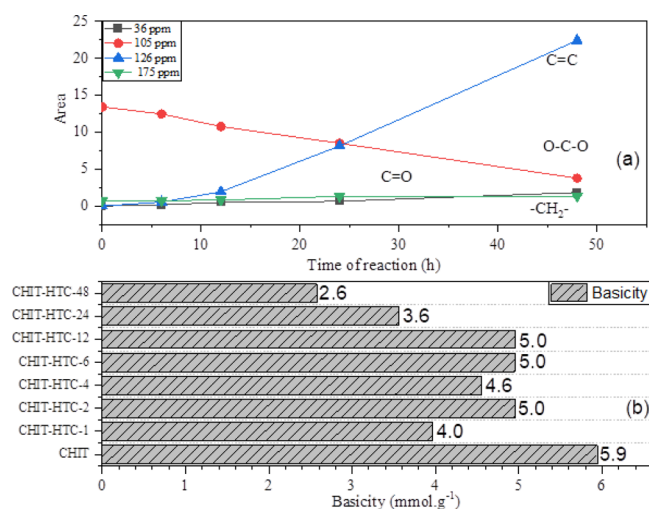 25
20
15
10
5
0
Area
36 ppm
105 ppm
126 ppm
175 ppm
C=C
O-C-O
(a)
C=O
-CH2-
0 10 20 30 40 50
Time of reaction (h)
CHIT-HTC-48 2.6 Basicity
CHIT-HTC-24 3.6
CHIT-HTC-12 5.0
CHIT-HTC-6 5.0
CHIT-HTC-4 4.6
CHIT-HTC-2 5.0 (b)
CHIT-HTC-1 4.0
CHIT 5.9
0 1 2 3 4 5 6
Basicity (mmol.g-1)